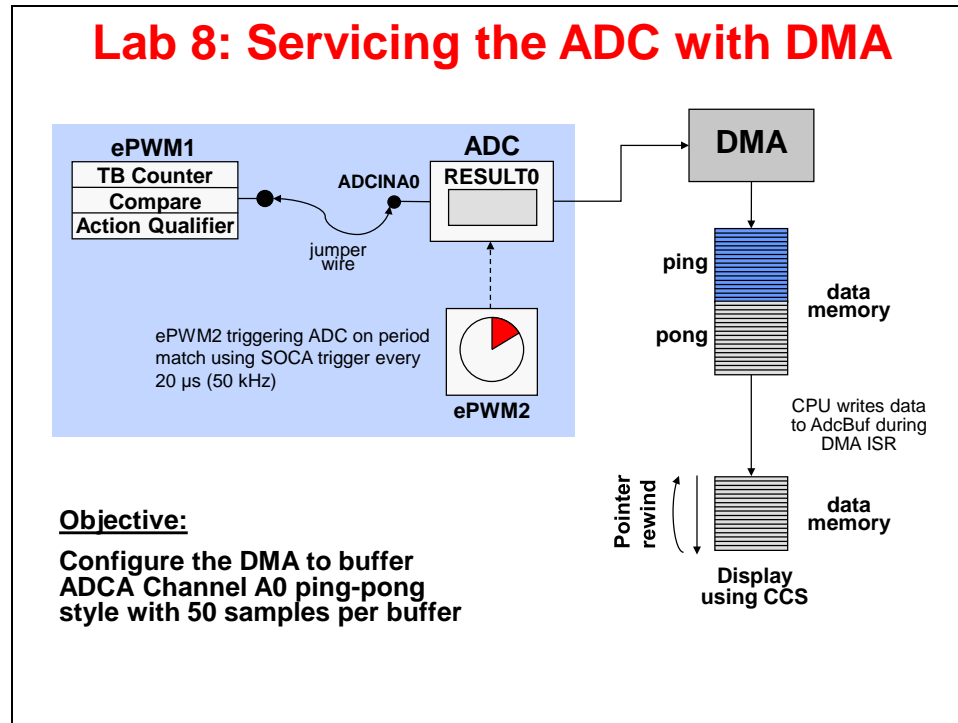 Lab 8: Servicing the ADC with DMA
ePWM1
TB Counter
Compare
Action Qualifier
jumper
wire
ADCINA0
ADC
RESULT0
DMA
ping
pong
data
memory
ePWM2 triggering ADC on period
match using SOCA trigger every
20 µs (50 kHz)
ePWM2
CPU writes data
to AdcBuf during
DMA ISR
Pointer
rewind
data
memory
Display
using CCS
Objective:
Configure the DMA to buffer
ADCA Channel A0 ping-pong
style with 50 samples per buffer